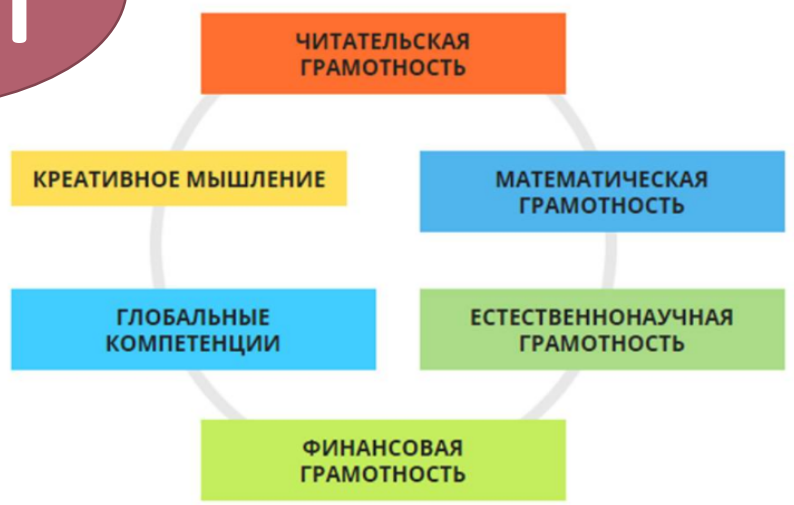 ЧИТАТЕЛЬСКАЯ
ГРАМОТНОСТЬ
КРЕАТИВНОЕ МЫШЛЕНИЕ
МАТЕМАТИЧЕСКАЯ
ГРАМОТНОСТЬ
ГЛОБАЛЬНЫЕ
КОМПЕТЕНЦИИ
ЕСТЕСТВЕННОНАУЧНАЯ
ГРАМОТНОСТЬ
ФИНАНСОВАЯ
ГРАМОТНОСТЬ